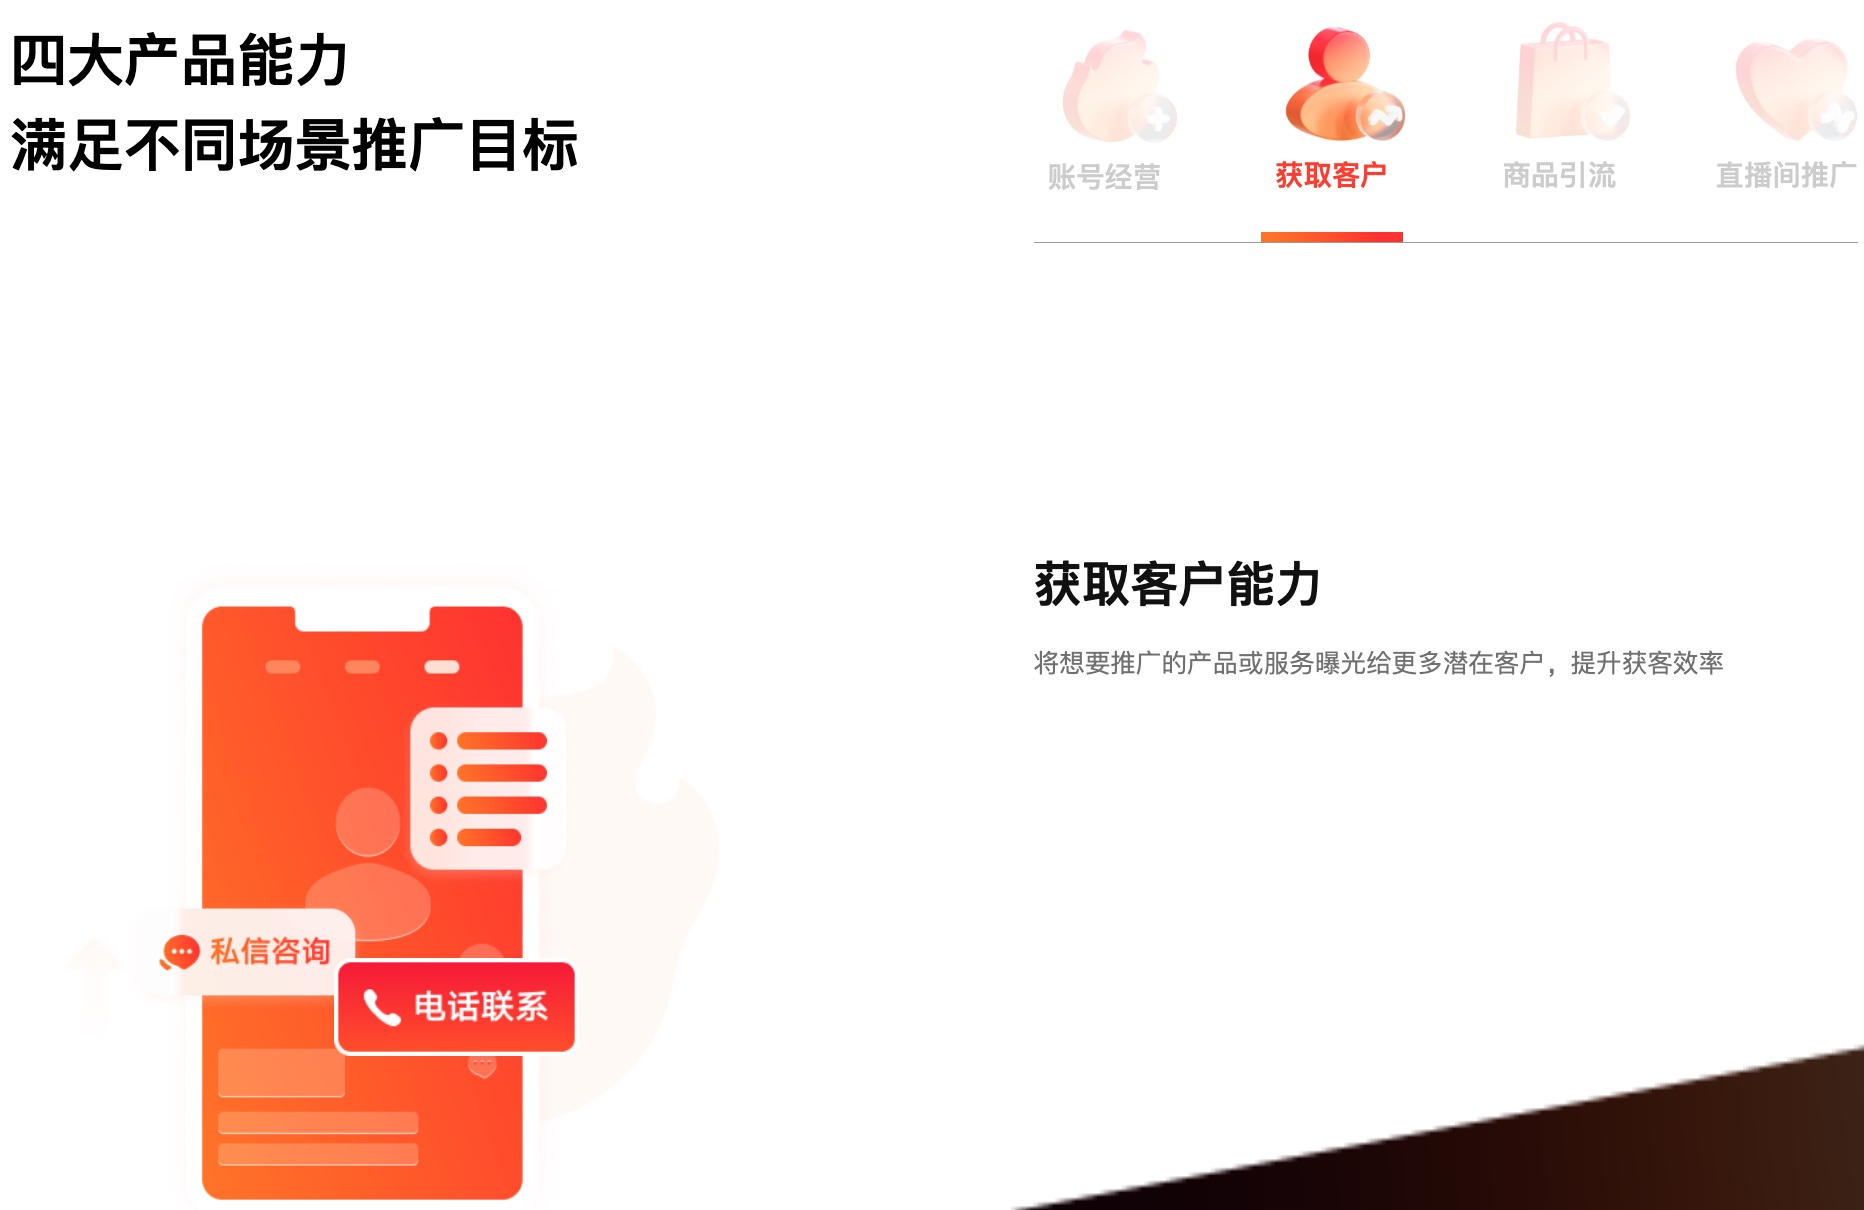 四大产品能力
满足不同场景推广目标
账号经营
获取客户
商品引流
直播间推广
获取客户能力
将想要推广的产品或服务曝光给更多潜在客户，提升获客效率
私信咨询
电话联系